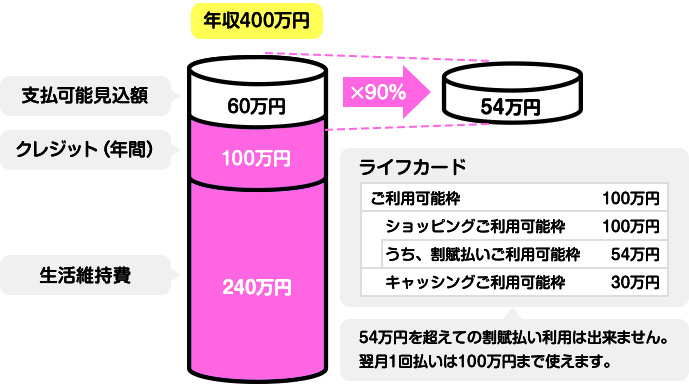 年収400万円
支払可能見込額
60万円
×90%
54万円
クレジット（年間）
100万円
生活維持費
240万円
ライフカード
ご利用可能枠 100万円
ショッピングご利用可能枠 100万円
うち、割賦払いご利用可能枠 54万円
キャッシングご利用可能枠 30万円
54万円を超えての割賦払い利用は出来ません。
翌月1回払いは100万円まで使えます。